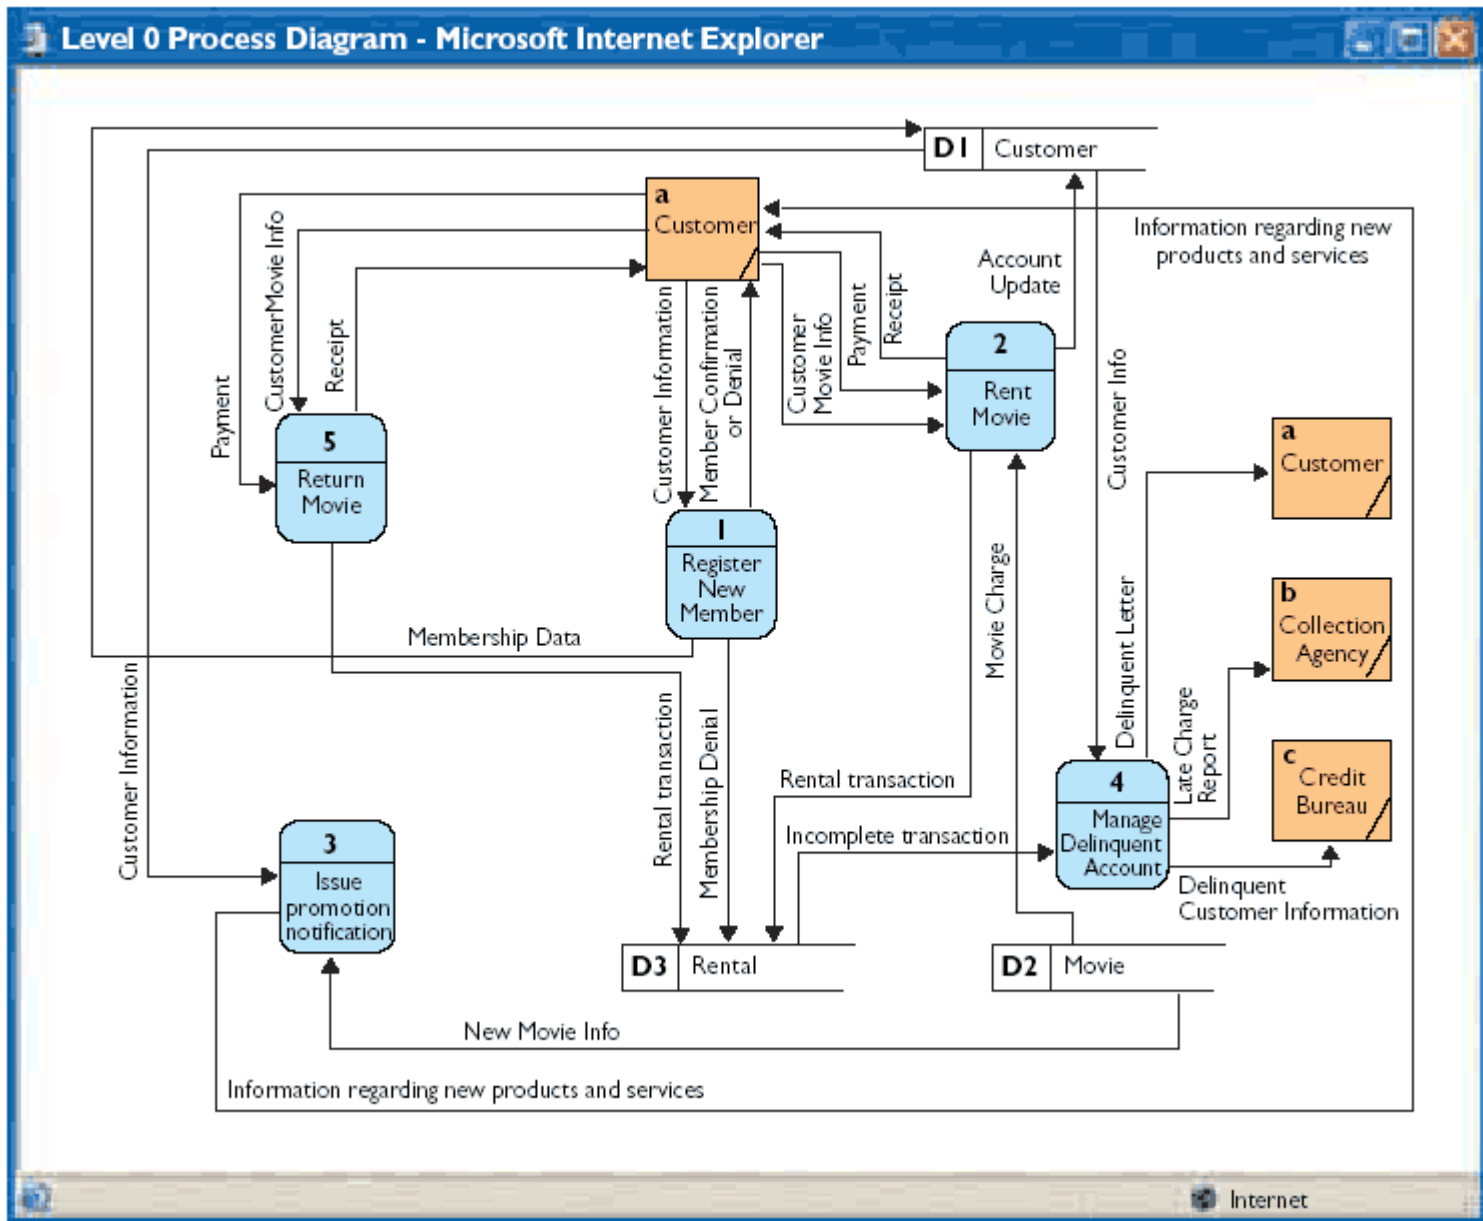 Level 0 Process Diagram - Microsoft Internet Explorer
D1 Customer
a
Customer
Information regarding new
products and services
Account
Update
Payment
CustomerMovie Info
Receipt
Customer Information
Member Confirmation
or Denial
Customer
Movie Info
Payment
Receipt
2
Rent
Movie
Customer Info
5
Return
Movie
a
Customer
1
Register
New
Member
Movie Charge
b
Collection
Agency
Membership Data
Delinquent Letter
Late Charge
Report
c
Credit
Bureau
Customer Information
Rental transaction
Membership Denial
Rental transaction
Incomplete transaction
4
Manage
Delinquent
Account
3
Issue
promotion
notification
Delinquent
Customer Information
D3 Rental
D2 Movie
New Movie Info
Information regarding new products and services
Internet